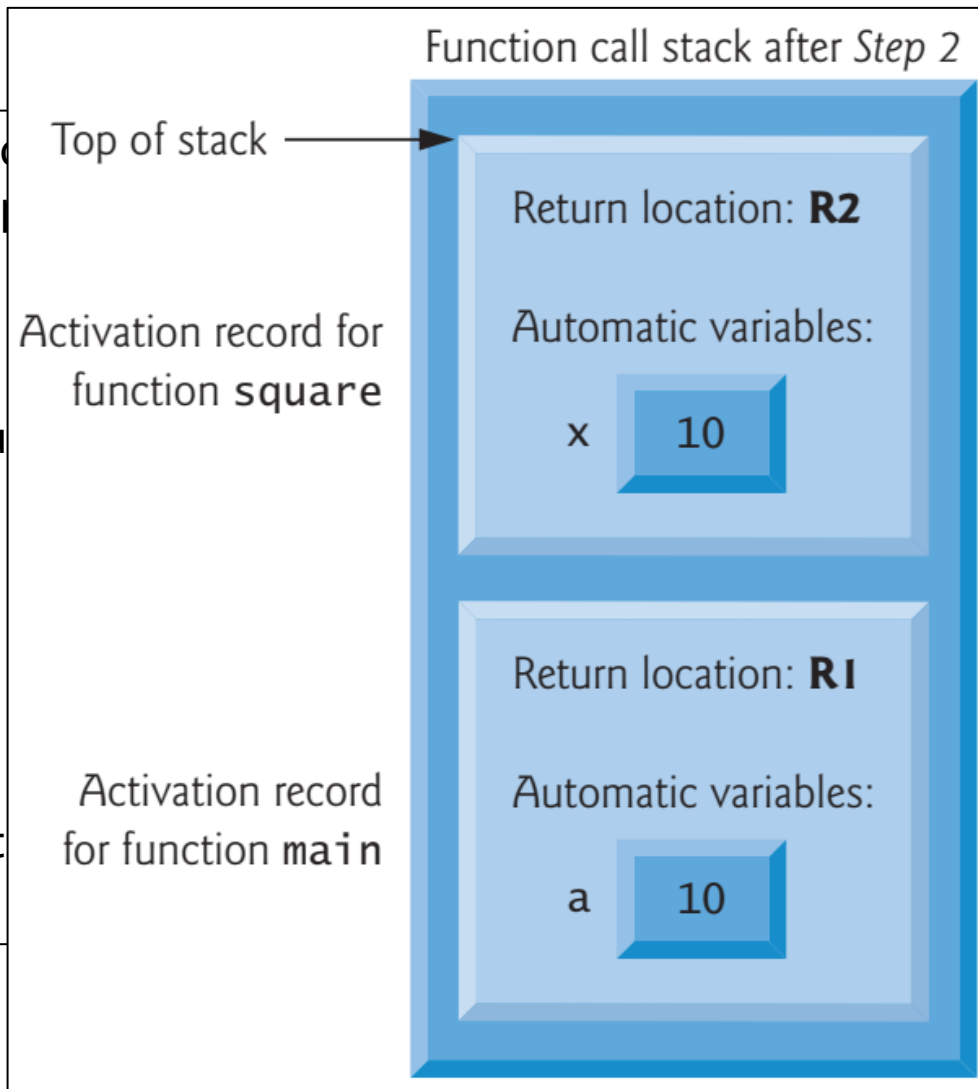 Function call stack after Step 2
Top of stack
Return location: R2
Activation record for
function square
Automatic variables:
x 10
Return location: R1
Activation record
for function main
Automatic variables:
a 10